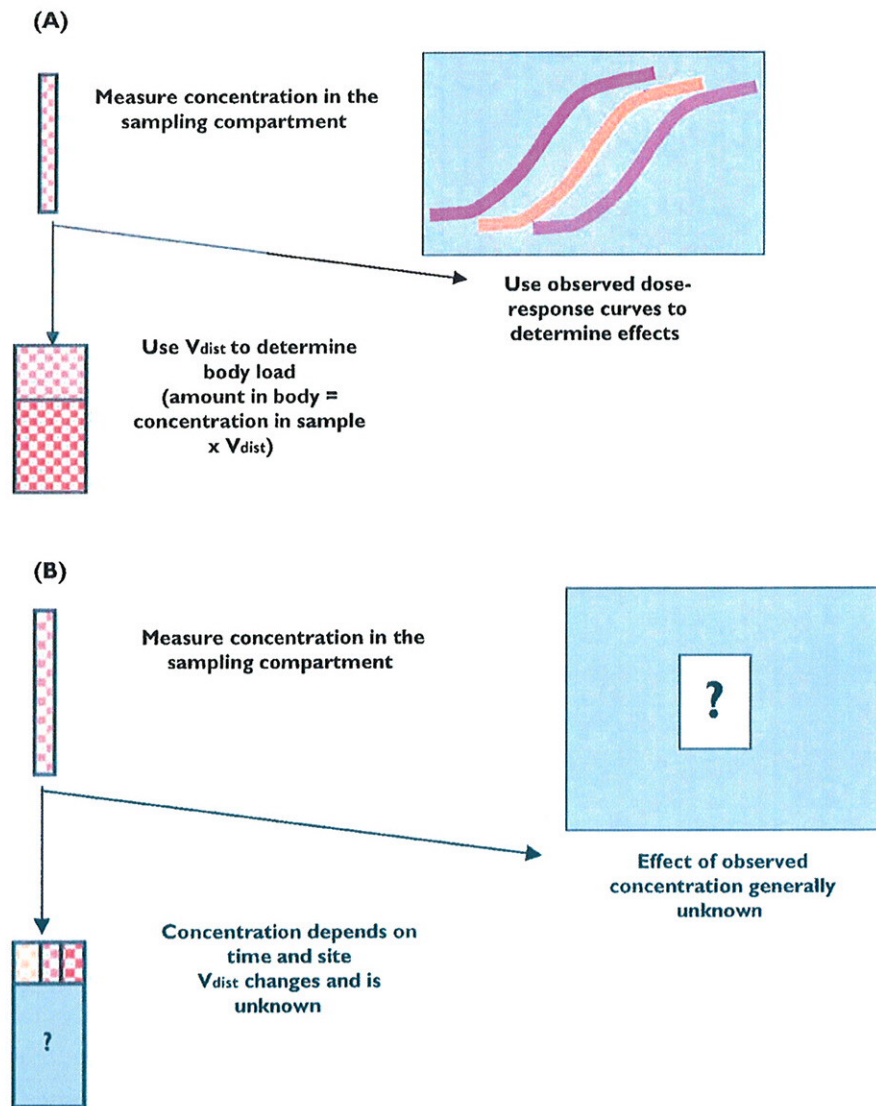 (A)
Measure concentration in the
sampling compartment
Use observed dose-
response curves to
determine effects
Use Vdist to determine
body load
(amount in body =
concentration in sample
x Vdist)
(B)
Measure concentration in the
sampling compartment
?
Effect of observed
concentration generally
unknown
Concentration depends on
time and site
Vdist changes and is
unknown
?